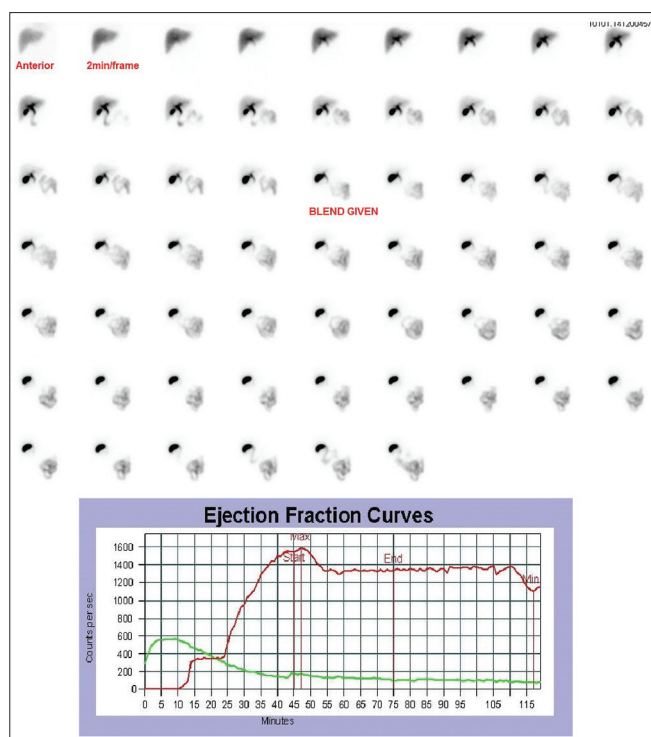 Anterior 2min/frame
BLEND GIVEN
Ejection Fraction Curves
Max
Start
End
Min
1600
1400
1200
1000
800
600
400
200
0
Counts per sec
0 5 10 15 20 25 30 35 40 45 50 55 60 65 70 75 80 85 90 95 105 115
Minutes